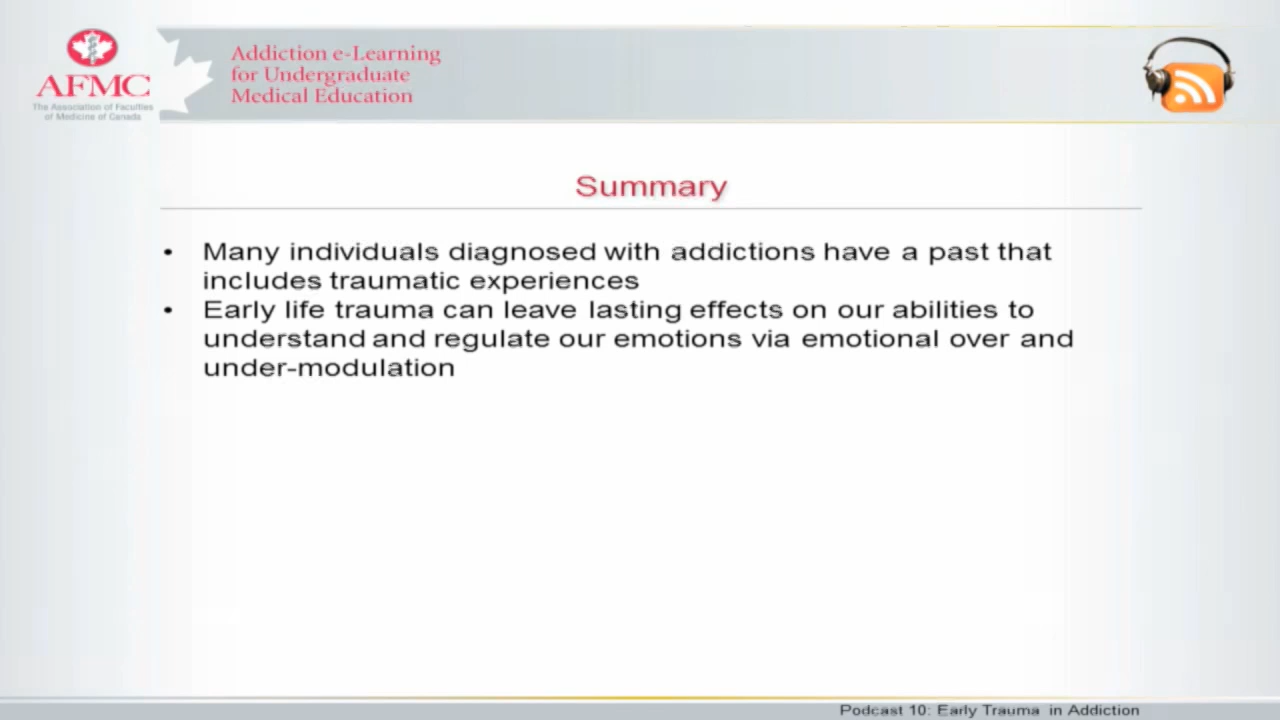 AFMC
The Association of Faculties
of Medicine of Canada
Addiction e-Learning
for Undergraduate
Medical Education
Summary
• Many individuals diagnosed with addictions have a past that
includes traumatic experiences
• Early life trauma can leave lasting effects on our abilities to
understand and regulate our emotions via emotional over and
under-modulation
Podcast 10: Early Trauma in Addiction